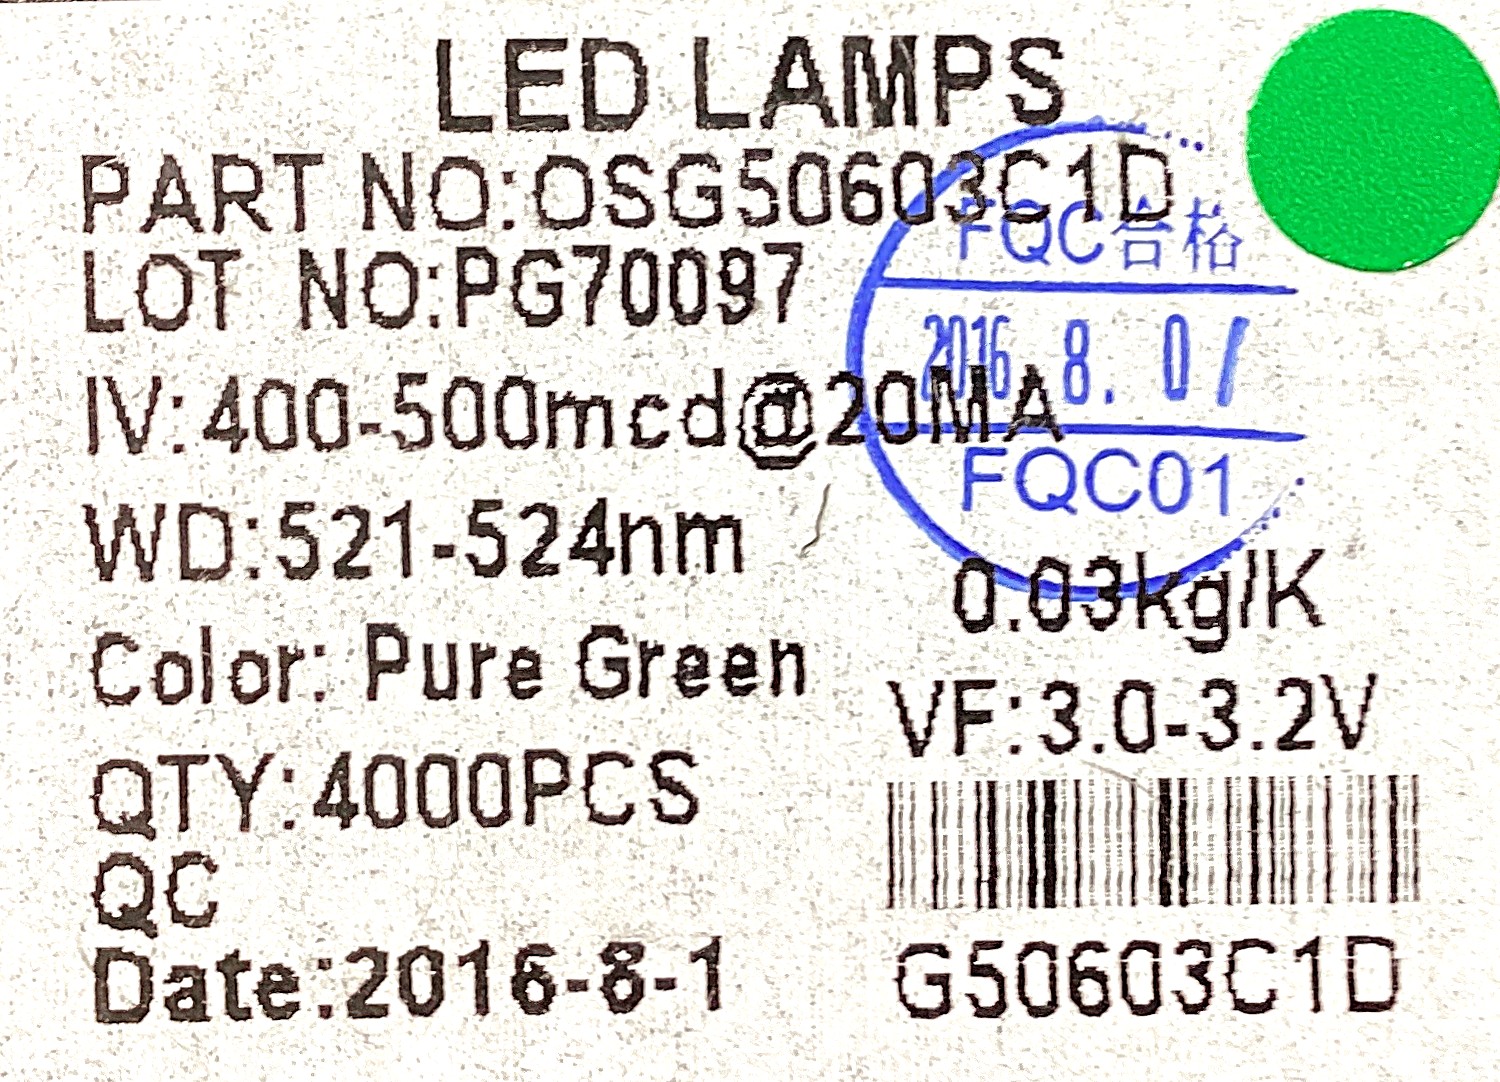 LED LAMPS
PART NO:OSG50603C1D
LOT NO:PG70097
FQC合格
2016 8. 01
IV:400-500mcd@20MA
FQC01
WD:521-524nm
0.03kg/K
Color: Pure Green
VF:3.0-3.2V
QTY:4000PCS
QC
Date:2016-8-1
G50603C1D